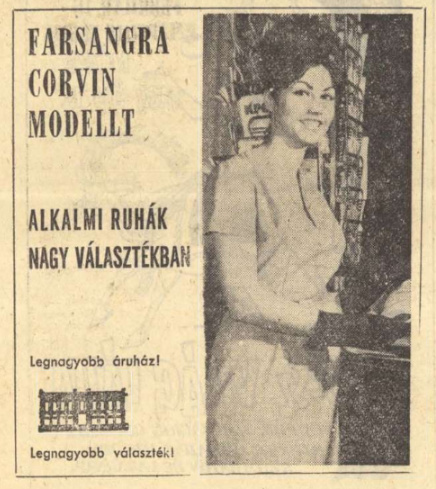 FARSANGRA
CORVIN
MODELLT
ALKALMI RUHÁK
NAGY VÁLASZTÉKBAN
Legnagyobb áruház!
Legnagyobb választék!